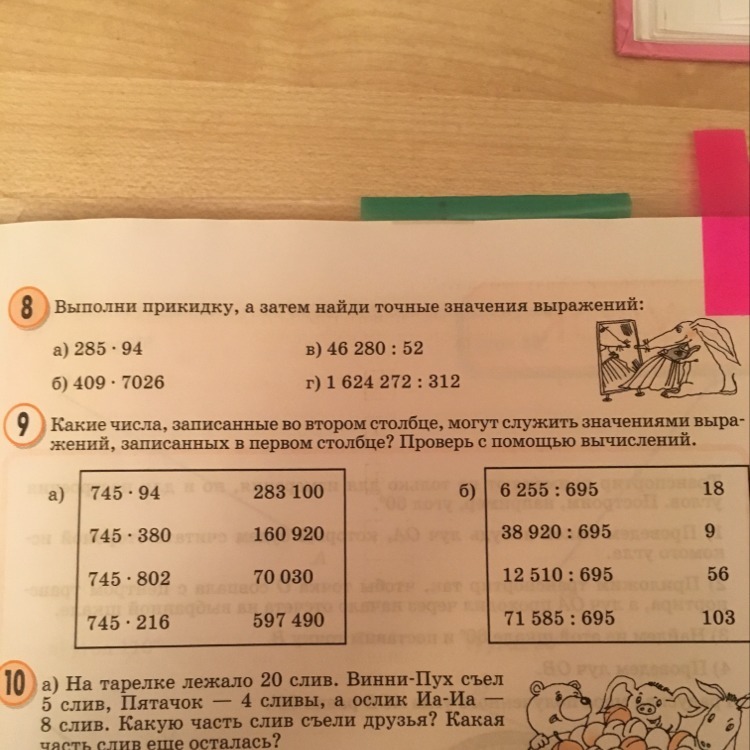 8 Выполни прикидку, а затем найди точные значения выражений:
а) 285 · 94 в) 46 280 : 52
б) 409 · 7026 г) 1 624 272 : 312
9 Какие числа, записанные во втором столбце, могут служить значениями выра-
жений, записанных в первом столбце? Проверь с помощью вычислений.
а) 745 · 94 283 100
745 · 380 160 920
745 · 802 70 030
745 · 216 597 490
б) 6 255 : 695 18
38 920 : 695 9
12 510 : 695 56
71 585 : 695 103
10 а) На тарелке лежало 20 слив. Винни-Пух съел
5 слив, Пятачок — 4 сливы, а ослик Иа-Иа —
8 слив. Какую часть слив съели друзья? Какая
часть слив еще осталась?